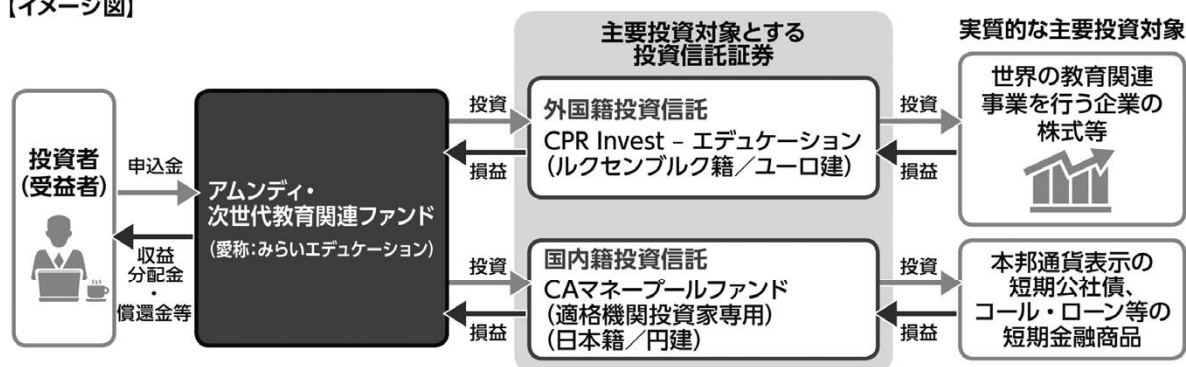 【イメージ図】
主要投資対象とする
投資信託証券
実質的な主要投資対象
投資者
(受益者)
申込金
収益
分配金
・
償還金等
アムンディ・
次世代教育関連ファンド
(愛称:みらいエデュケーション)
投資
損益
外国籍投資信託
CPR Invest – エデュケーション
(ルクセンブルク籍/ユーロ建)
投資
損益
世界の教育関連
事業を行う企業の
株式等
投資
損益
国内籍投資信託
CAマネープールファンド
(適格機関投資家専用)
(日本籍/円建)
投資
損益
本邦通貨表示の
短期公社債、
コール・ローン等の
短期金融商品